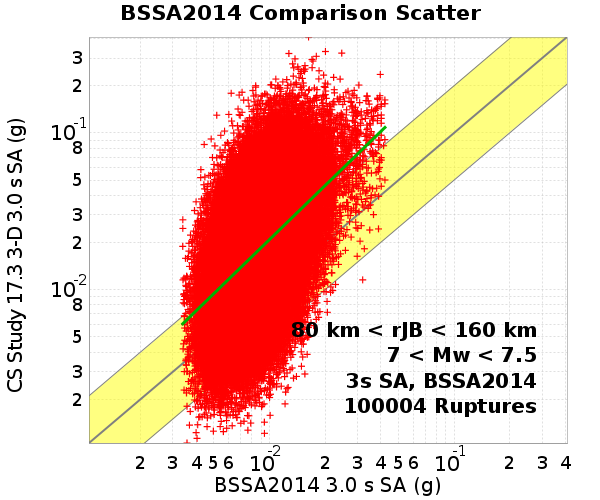 BSSA2014 Comparison Scatter
CS Study 17.3 3-D 3.0 s SA (g)
3
2
10-1
8
5
3
2
10-2
8
5
3
2
80 km < rJB < 160 km
7 < Mw < 7.5
3s SA, BSSA2014
100004 Ruptures
2 3 4 5 6 10-2 2 3 4 5 6 10-1 2 3 4
BSSA2014 3.0 s SA (g)